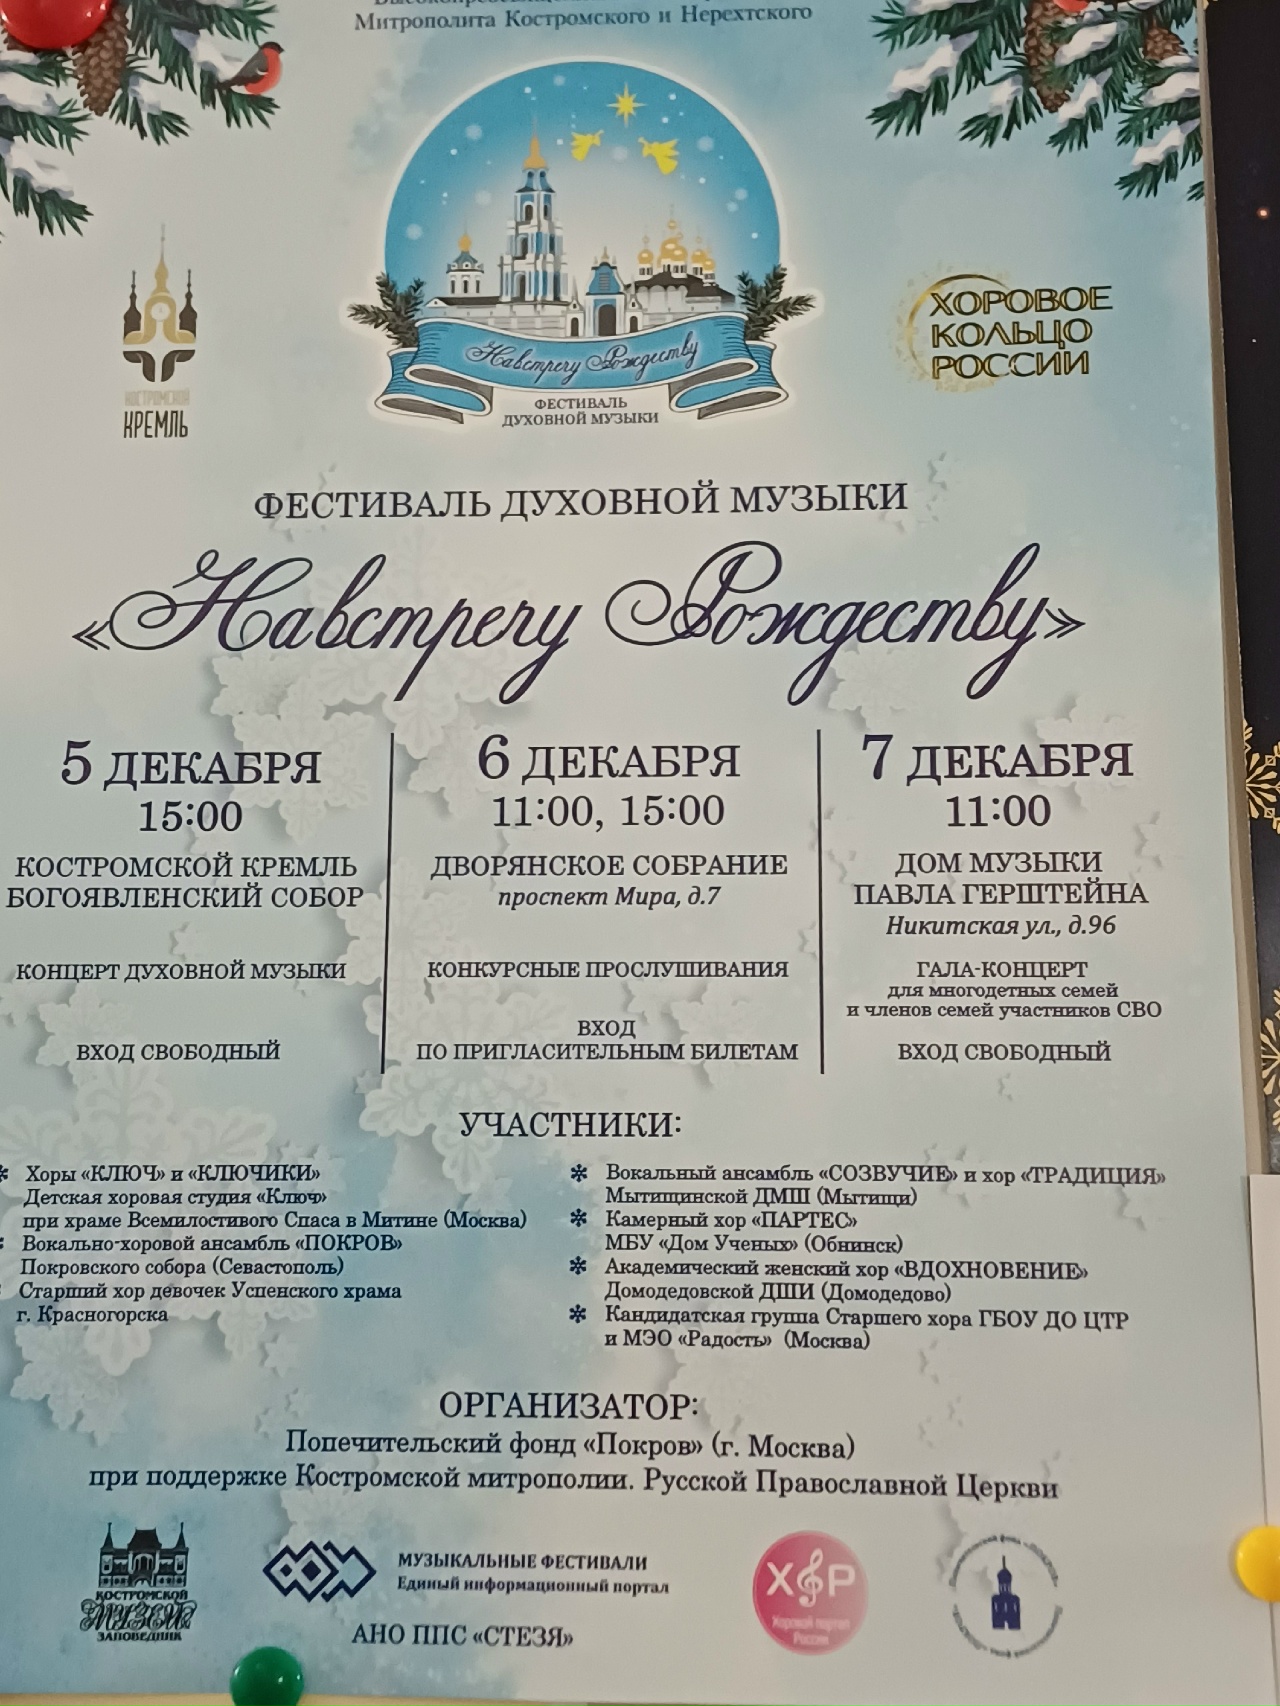 Митрополита Костромского и Нерехтского
Навстречу Рождеству
ФЕСТИВАЛЬ
ДУХОВНОЙ МУЗЫКИ
КОСТРОМСКОЙ
КРЕМЛЬ
ХОРОВОЕ
КОЛЬЦО
РОССИИ
ФЕСТИВАЛЬ ДУХОВНОЙ МУЗЫКИ
«Навстречу Рождеству»
5 ДЕКАБРЯ
15:00
КОСТРОМСКОЙ КРЕМЛЬ
БОГОЯВЛЕНСКИЙ СОБОР
КОНЦЕРТ ДУХОВНОЙ МУЗЫКИ
ВХОД СВОБОДНЫЙ
6 ДЕКАБРЯ
11:00, 15:00
ДВОРЯНСКОЕ СОБРАНИЕ
проспект Мира, д.7
КОНКУРСНЫЕ ПРОСЛУШИВАНИЯ
ВХОД
ПО ПРИГЛАСИТЕЛЬНЫМ БИЛЕТАМ
7 ДЕКАБРЯ
11:00
ДОМ МУЗЫКИ
ПАВЛА ГЕРШТЕЙНА
Никитская ул., д.96
ГАЛА-КОНЦЕРТ
для многодетных семей
и членов семей участников СВО
ВХОД СВОБОДНЫЙ
УЧАСТНИКИ:
Хоры «КЛЮЧ» и «КЛЮЧИКИ»
Детская хоровая студия «Ключ»
при храме Всемилостивого Спаса в Митине (Москва)
Вокально-хоровой ансамбль «ПОКРОВ»
Покровского собора (Севастополь)
Старший хор девочек Успенского храма
г. Красногорска
Вокальный ансамбль «СОЗВУЧИЕ» и хор «ТРАДИЦИЯ»
Мытищинской ДМШ (Мытищи)
Камерный хор «ПАРТЕС»
МБУ «Дом Ученых» (Обнинск)
Академический женский хор «ВДОХНОВЕНИЕ»
Домодедовской ДШИ (Домодедово)
Кандидатская группа Старшего хора ГБОУ ДО ЦТР
и МЭО «Радость» (Москва)
ОРГАНИЗАТОР:
Попечительский фонд «Покров» (г. Москва)
при поддержке Костромской митрополии. Русской Православной Церкви
КОСТРОМСКОЙ
МУЗЕЙ
ЗАПОВЕДНИК
МУЗЫКАЛЬНЫЕ ФЕСТИВАЛИ
Единый информационный портал
АНО ППС «СТЕЗЯ»
ХОР
Хоровой портал
России